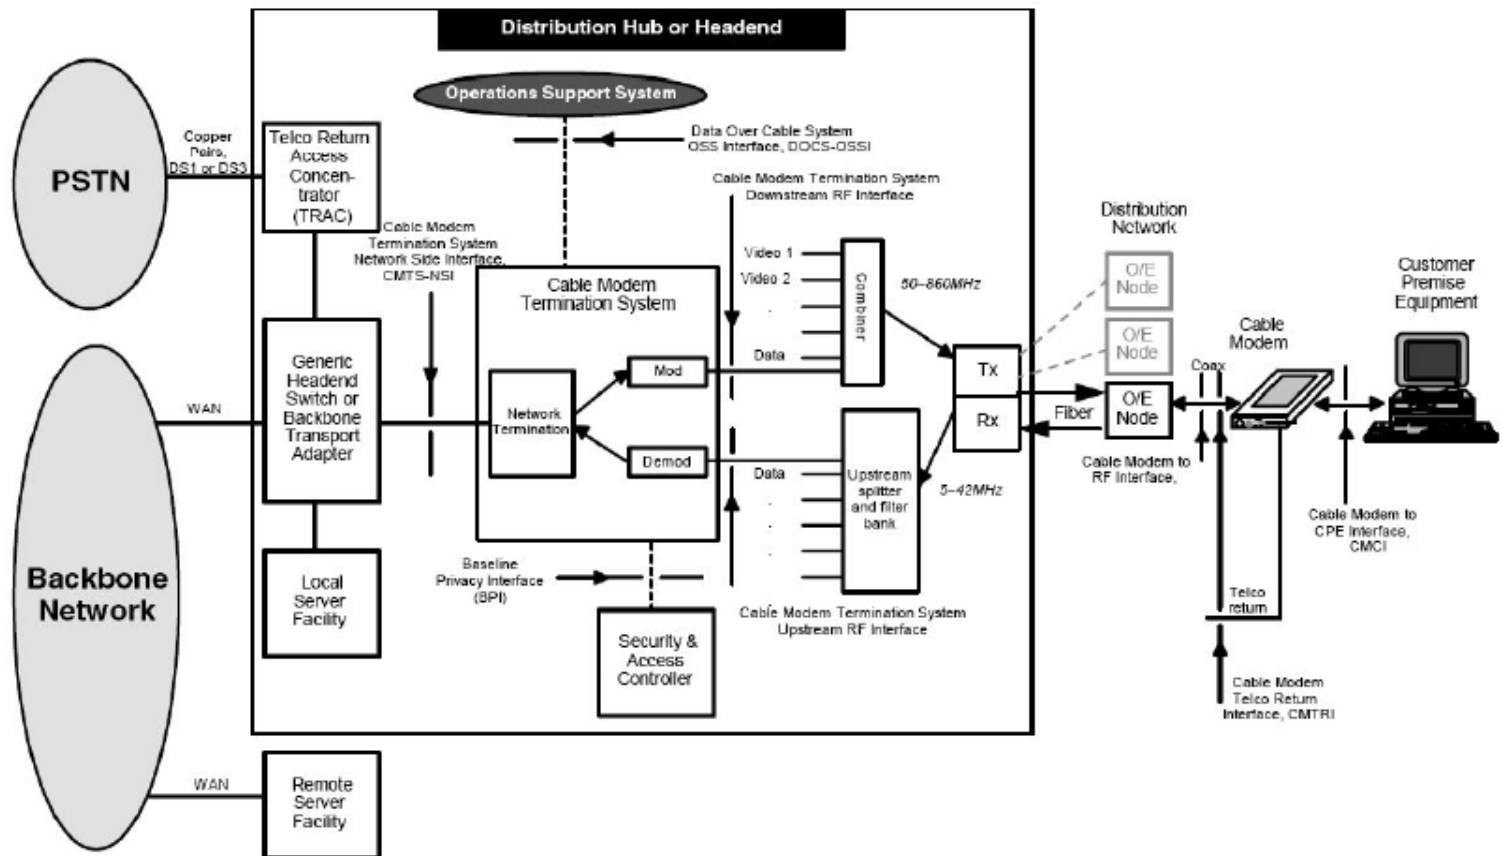 Distribution Hub or Headend
Operations Support System
Data Over Cable System
OSS Interface, DOCS-OSSI
PSTN
Copper
Pairs,
DS1 or DS3
Telco Return
Access
Concen-
trator
(TRAC)
Cable Modem
Termination System
Network Side Interface,
CMTS-NSI
Cable Modem Termination System
Downstream RF Interface
Video 1
Video 2
.
.
Data
Combiner
50–860MHz
Cable Modem
Termination System
Mod
Network
Termination
Demod
Generic
Headend
Switch or
Backbone
Transport
Adapter
WAN
Tx
Rx
Distribution
Network
O/E
Node
O/E
Node
O/E
Node
Fiber
Coax
Cable
Modem
Customer
Premise
Equipment
Cable Modem to
RF Interface,
Cable Modem to
CPE Interface,
CMCI
Data
.
.
.
Upstream
splitter
and filter
bank
5–42MHz
Backbone
Network
Local
Server
Facility
Baseline
Privacy Interface
(BPI)
Cable Modem Termination System
Upstream RF Interface
Security &
Access
Controller
Telco
return
Cable Modem
Telco Return
Interface, CMTRI
WAN
Remote
Server
Facility